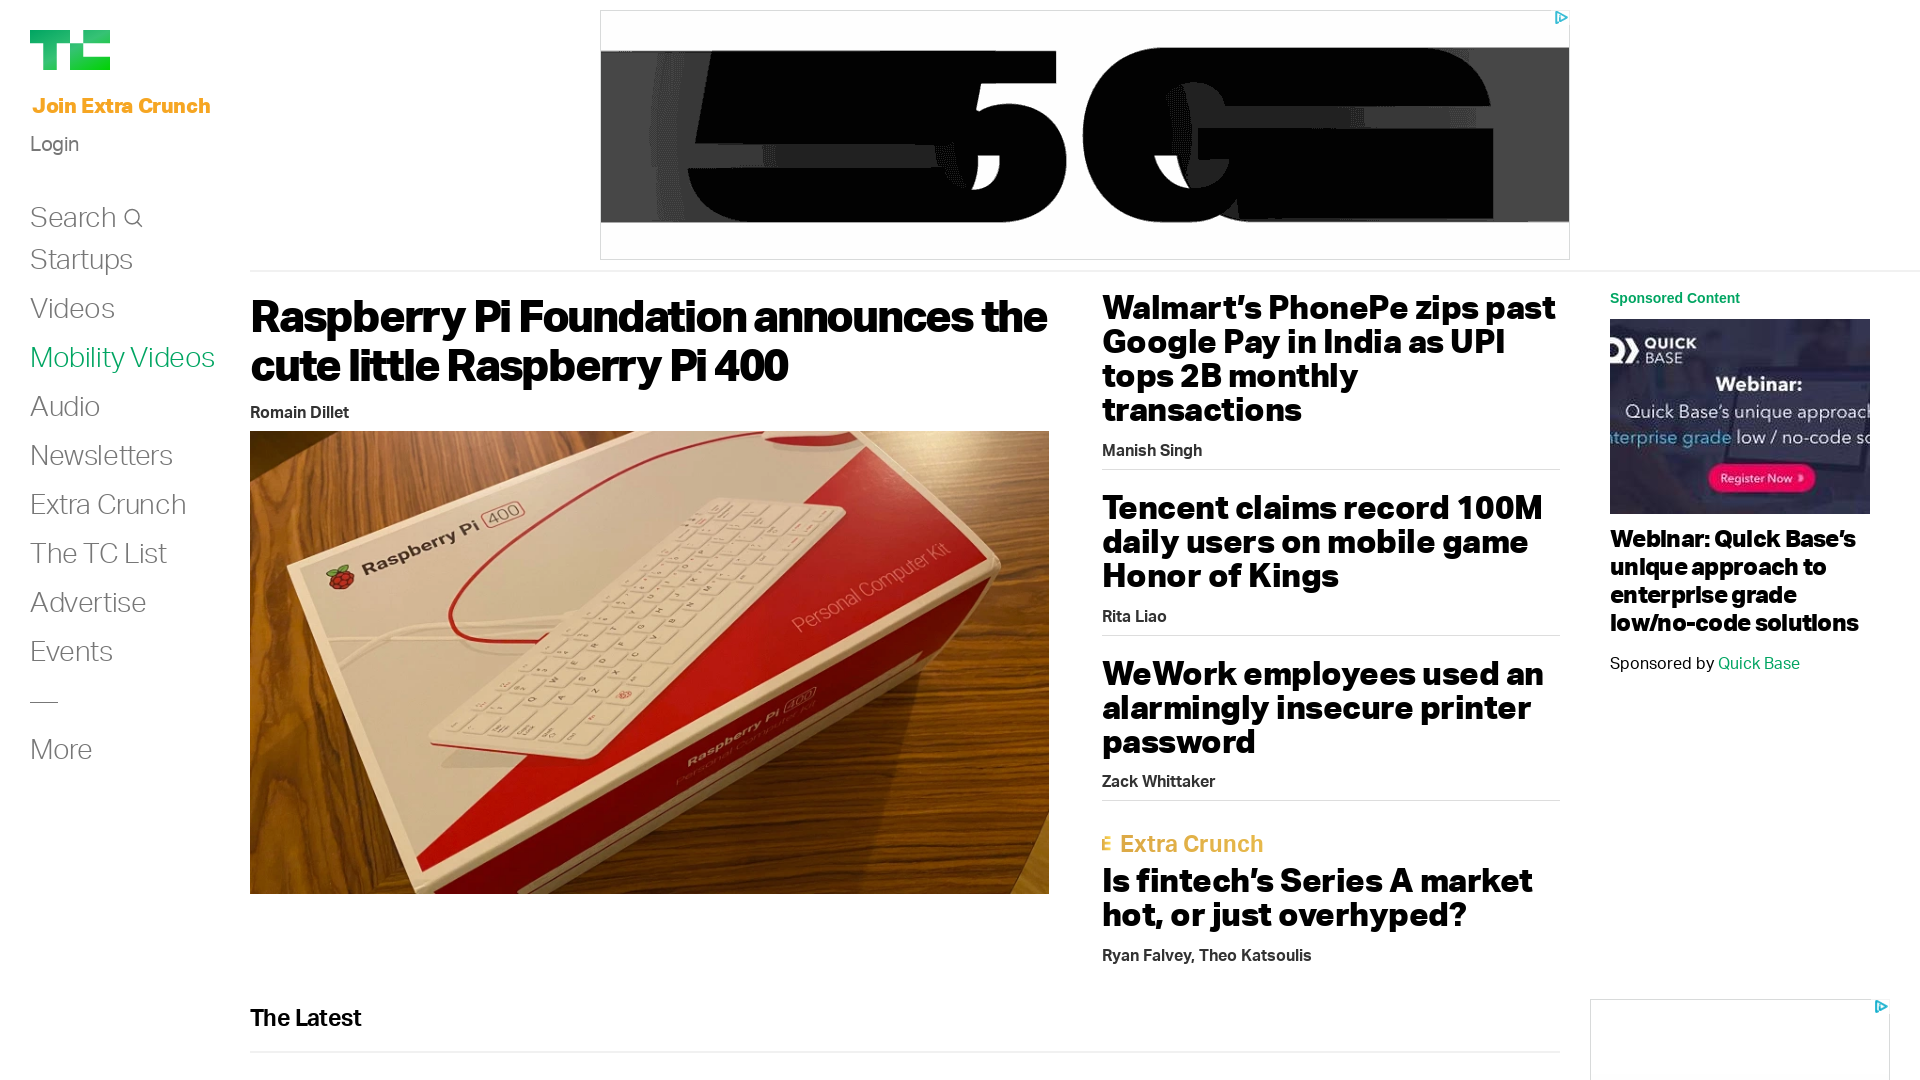 TC
Join Extra Crunch
Login
Search
Startups
Videos
Mobility Videos
Audio
Newsletters
Extra Crunch
The TC List
Advertise
Events
—
More
5G
Raspberry Pi Foundation announces the
cute little Raspberry Pi 400
Romain Dillet
Raspberry Pi 400
Personal Computer Kit
Raspberry Pi 400
Personal Computer Kit
Walmart’s PhonePe zips past
Google Pay in India as UPI
tops 2B monthly
transactions
Manish Singh
Tencent claims record 100M
daily users on mobile game
Honor of Kings
Rita Liao
WeWork employees used an
alarmingly insecure printer
password
Zack Whittaker
Extra Crunch
Is fintech’s Series A market
hot, or just overhyped?
Ryan Falvey, Theo Katsoulis
Sponsored Content
QUICK
BASE
Webinar:
Quick Base’s unique approach
nterprise grade low / no-code so
Register Now
Webinar: Quick Base’s
unique approach to
enterprise grade
low/no-code solutions
Sponsored by Quick Base
The Latest